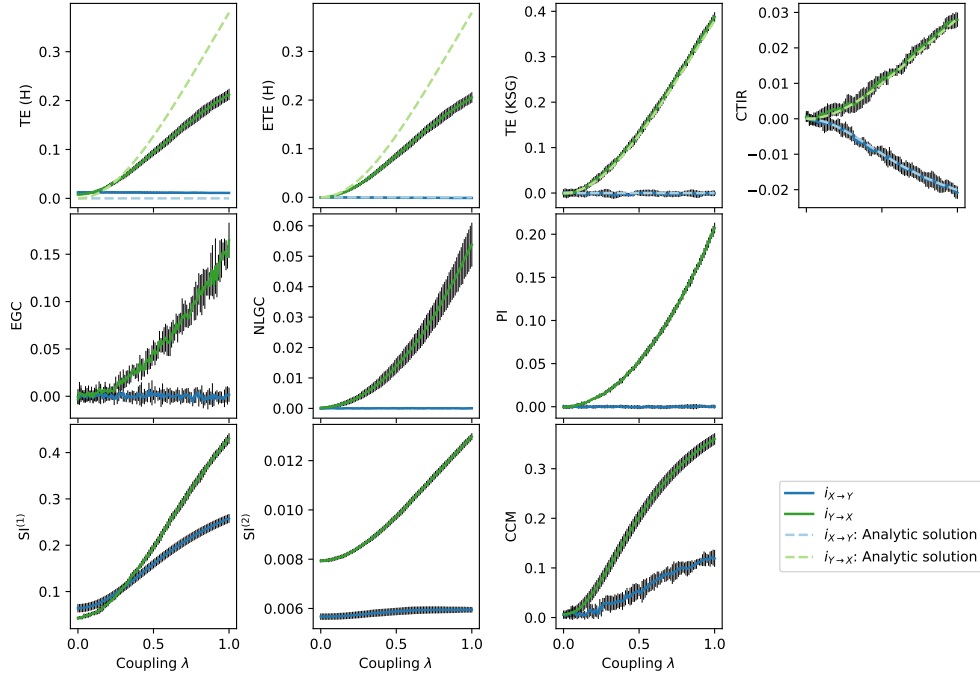 TE (H)
0.3
0.2
0.1
0.0
ETE (H)
0.3
0.2
0.1
0.0
TE (KSG)
0.4
0.3
0.2
0.1
0.0
CTIR
0.03
0.02
0.01
0.00
−0.01
−0.02
EGC
0.15
0.10
0.05
0.00
NLGC
0.06
0.05
0.04
0.03
0.02
0.01
0.00
PI
0.20
0.15
0.10
0.05
0.00
SI⁽¹⁾
0.4
0.3
0.2
0.1
0.0 0.5 1.0
Coupling λ
SI⁽²⁾
0.012
0.010
0.008
0.006
0.0 0.5 1.0
Coupling λ
CCM
0.3
0.2
0.1
0.0
0.0 0.5 1.0
Coupling λ
i_{X→Y}
i_{Y→X}
i_{X→Y}: Analytic solution
i_{Y→X}: Analytic solution